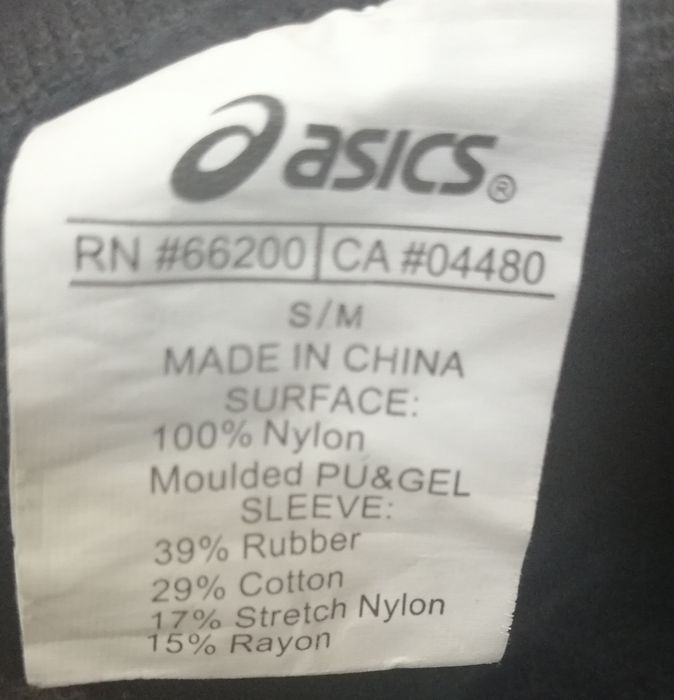 asics®
RN #66200 | CA #04480
S/M
MADE IN CHINA
SURFACE:
100% Nylon
Moulded PU&GEL
SLEEVE:
39% Rubber
29% Cotton
17% Stretch Nylon
15% Rayon